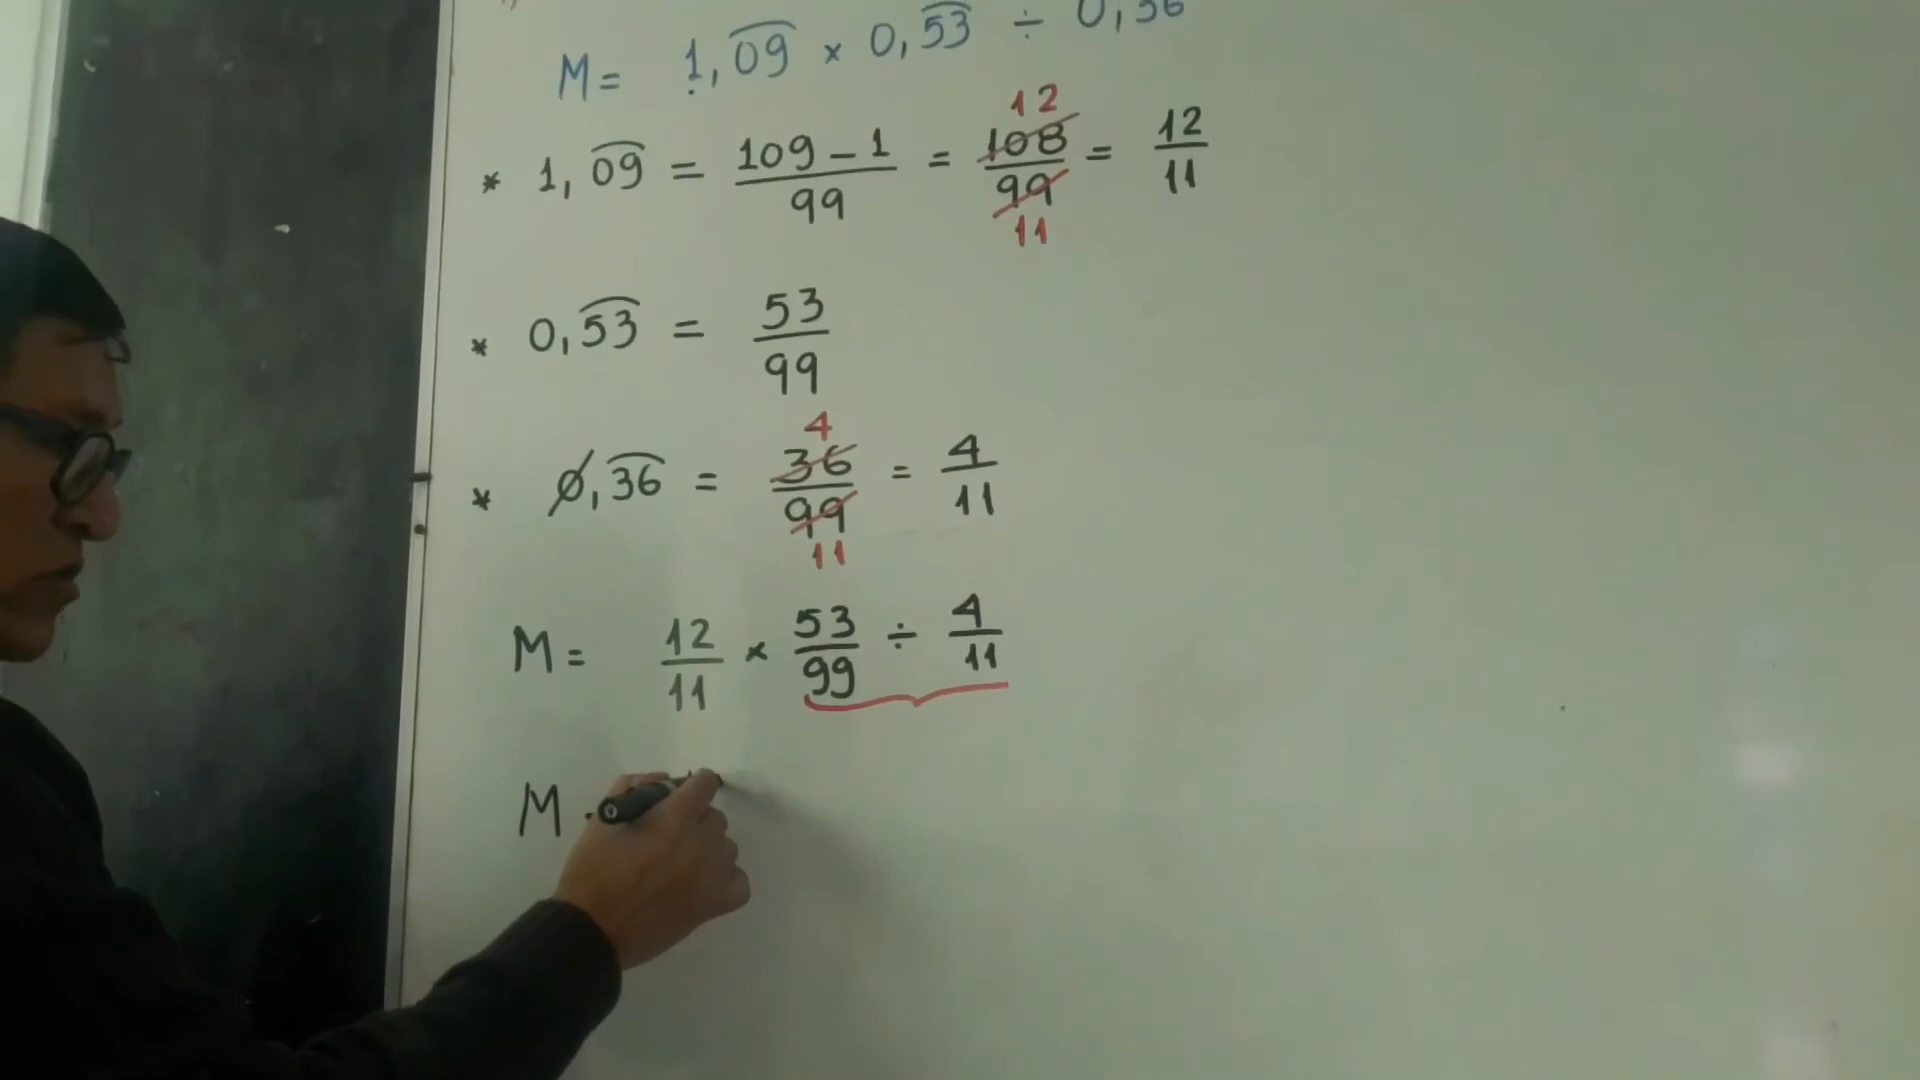 M = 1,09 × 0,53 ÷ 0,36
* 1,09 = 109 - 1 / 99 = 108 / 99 = 12 / 11
12
11
* 0,53 = 53 / 99
* 0,36 = 36 / 99 = 4 / 11
4
11
M = 12 / 11 × 53 / 99 ÷ 4 / 11
M